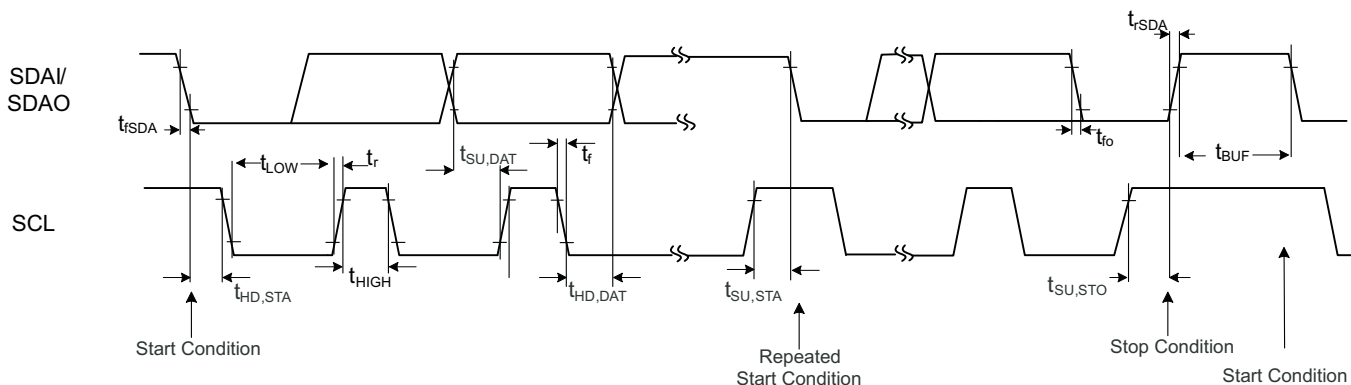 t_rSDA
SDAI/
SDAO
t_fSDA
t_LOW
t_r
t_SU,DAT
t_f
t_fo
t_BUF
SCL
t_HD,STA
t_HIGH
t_HD,DAT
t_SU,STA
t_SU,STO
Start Condition
Repeated
Start Condition
Stop Condition
Start Condition